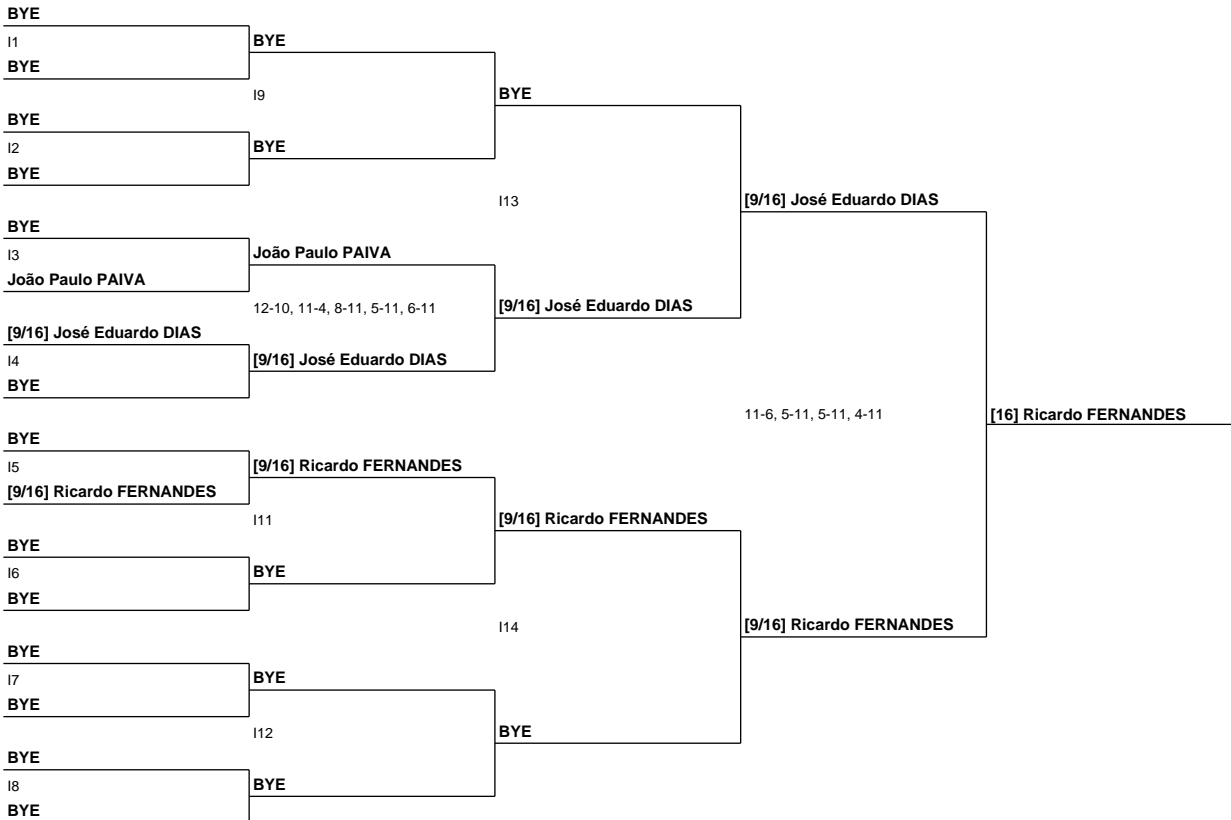 BYE
I1
BYE
BYE
I9
BYE
BYE
I2
BYE
BYE
BYE
I13
[9/16] José Eduardo DIAS
BYE
I3
João Paulo PAIVA
João Paulo PAIVA
12-10, 11-4, 8-11, 5-11, 6-11
[9/16] José Eduardo DIAS
[9/16] José Eduardo DIAS
I4
BYE
[9/16] José Eduardo DIAS
11-6, 5-11, 5-11, 4-11
[16] Ricardo FERNANDES
BYE
I5
[9/16] Ricardo FERNANDES
[9/16] Ricardo FERNANDES
I11
[9/16] Ricardo FERNANDES
BYE
I6
BYE
BYE
I14
[9/16] Ricardo FERNANDES
BYE
I7
BYE
BYE
I12
BYE
BYE
I8
BYE
BYE